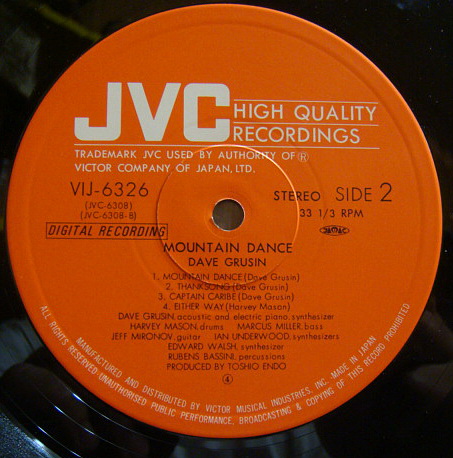 JVC
HIGH QUALITY
RECORDINGS
TRADEMARK JVC USED BY AUTHORITY OF Ⓡ
VICTOR COMPANY OF JAPAN, LTD.
VIJ-6326
(JVC-6308)
(JVC-6308-B)
DIGITAL RECORDING
STEREO SIDE 2
33 1/3 RPM
JASRAC
MOUNTAIN DANCE
DAVE GRUSIN
1. MOUNTAIN DANCE (Dave Grusin)
2. THANKSONG (Dave Grusin)
3. CAPTAIN CARIBE (Dave Grusin)
4. EITHER WAY (Harvey Mason)
DAVE GRUSIN, acoustic and electric piano, synthesizer
HARVEY MASON, drums MARCUS MILLER, bass
JEFF MIRONOV, guitar IAN UNDERWOOD, synthesizers
EDWARD WALSH, synthesizer
RUBENS BASSINI, percussions
PRODUCED BY TOSHIO ENDO
④
MANUFACTURED AND DISTRIBUTED BY VICTOR MUSICAL INDUSTRIES, INC. MADE IN JAPAN
ALL RIGHTS RESERVED·UNAUTHORISED PUBLIC PERFORMANCE, BROADCASTING & COPYING OF THIS RECORD PROHIBITED